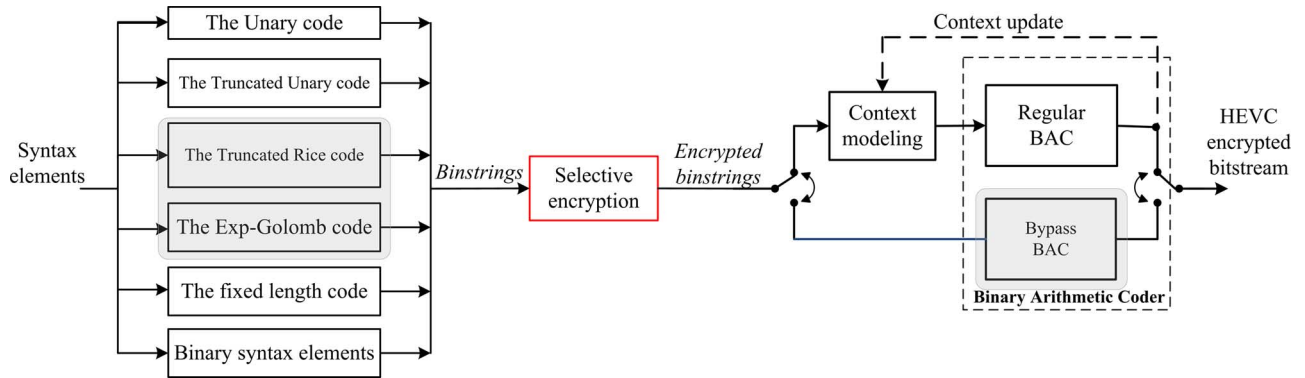 The Unary code
The Truncated Unary code
The Truncated Rice code
The Exp-Golomb code
The fixed length code
Binary syntax elements
Syntax
elements
Binstrings
Selective
encryption
Encrypted
binstrings
Context update
Context
modeling
Regular
BAC
Bypass
BAC
Binary Arithmetic Coder
HEVC
encrypted
bitstream